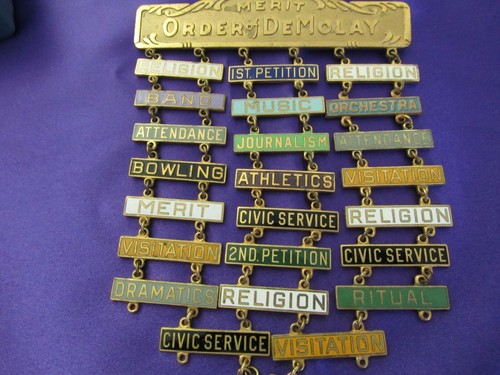 MERIT
ORDER of DEMOLAY
RELIGION 1ST. PETITION RELIGION
BAND MUSIC ORCHESTRA
ATTENDANCE JOURNALISM ATTENDANCE
BOWLING ATHLETICS VISITATION
MERIT CIVIC SERVICE RELIGION
VISITATION 2ND. PETITION CIVIC SERVICE
DRAMATICS RELIGION RITUAL
CIVIC SERVICE VISITATION